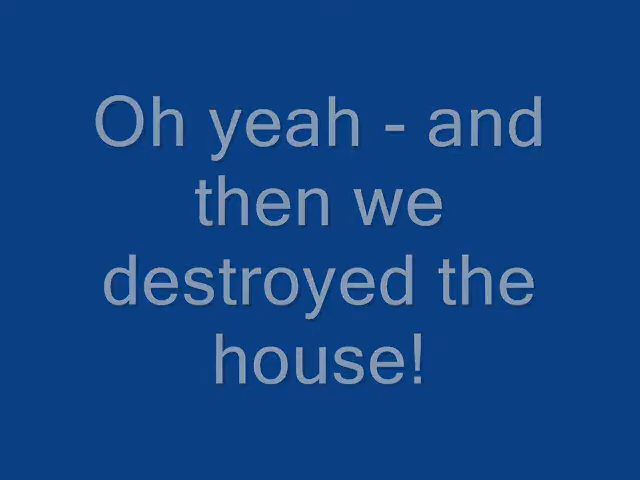 Oh yeah - and
then we
destroyed the
house!